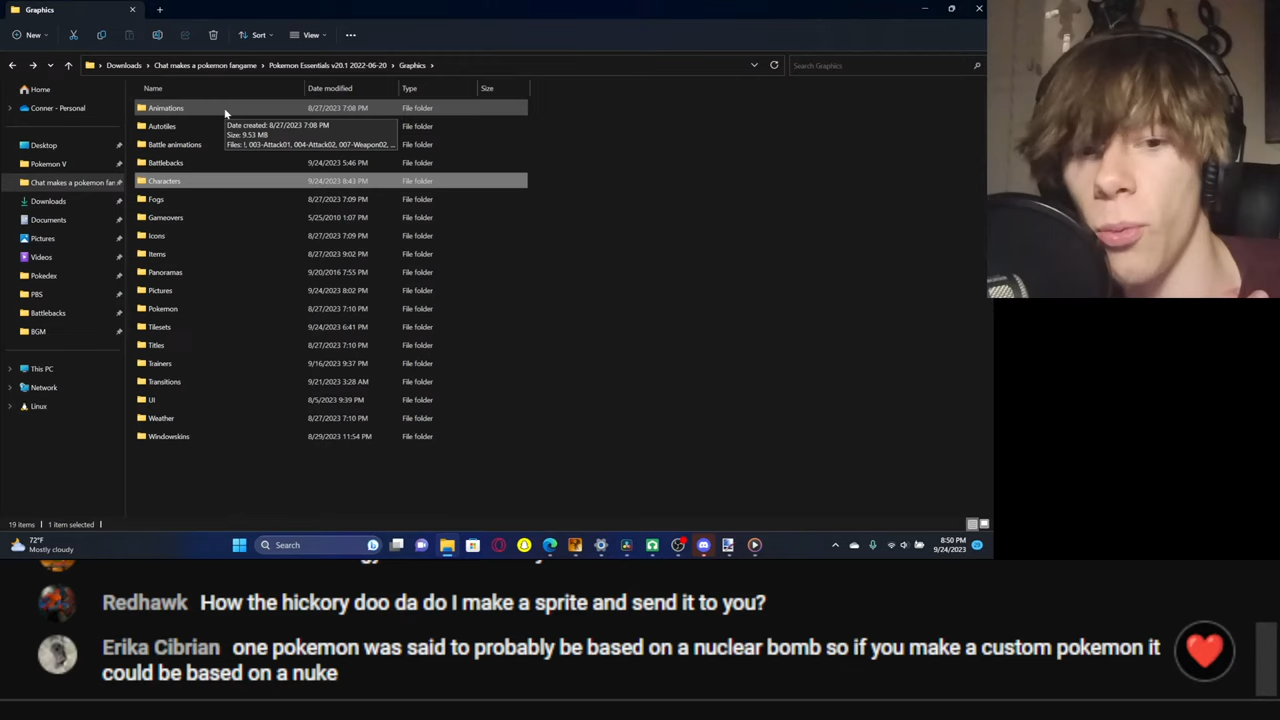 Graphics
New
Sort
View
Downloads > Chat makes a pokemon fangame > Pokemon Essentials v20.1 2022-06-20 > Graphics >
Search Graphics
Home
Conner - Personal
Desktop
Pokemon V
Chat makes a pokemon fan
Downloads
Documents
Pictures
Videos
Pokedex
PBS
Battlebacks
BGM
This PC
Network
Linux
Name Date modified Type Size
Animations 8/27/2023 7:08 PM File folder
Autotiles File folder
Date created: 8/27/2023 7:08 PM
Size: 9.53 MB
Files: !, 003-Attack01, 004-Attack02, 007-Weapon02, ...
Battle animations File folder
Battlebacks 9/24/2023 5:46 PM File folder
Characters 9/24/2023 8:43 PM File folder
Fogs 8/27/2023 7:09 PM File folder
Gameovers 5/25/2010 1:07 PM File folder
Icons 8/27/2023 7:09 PM File folder
Items 8/27/2023 9:02 PM File folder
Panoramas 9/20/2016 7:55 PM File folder
Pictures 9/24/2023 8:02 PM File folder
Pokemon 8/27/2023 7:10 PM File folder
Tilesets 9/24/2023 6:41 PM File folder
Titles 8/27/2023 7:10 PM File folder
Trainers 9/16/2023 9:37 PM File folder
Transitions 9/21/2023 3:28 AM File folder
UI 8/5/2023 9:39 PM File folder
Weather 8/27/2023 7:10 PM File folder
Windowskins 8/29/2023 11:54 PM File folder
19 items 1 item selected
72°F
Mostly cloudy
Search
8:50 PM
9/24/2023
Redhawk How the hickory doo da do I make a sprite and send it to you?
Erika Cibrian one pokemon was said to probably be based on a nuclear bomb so if you make a custom pokemon it
could be based on a nuke